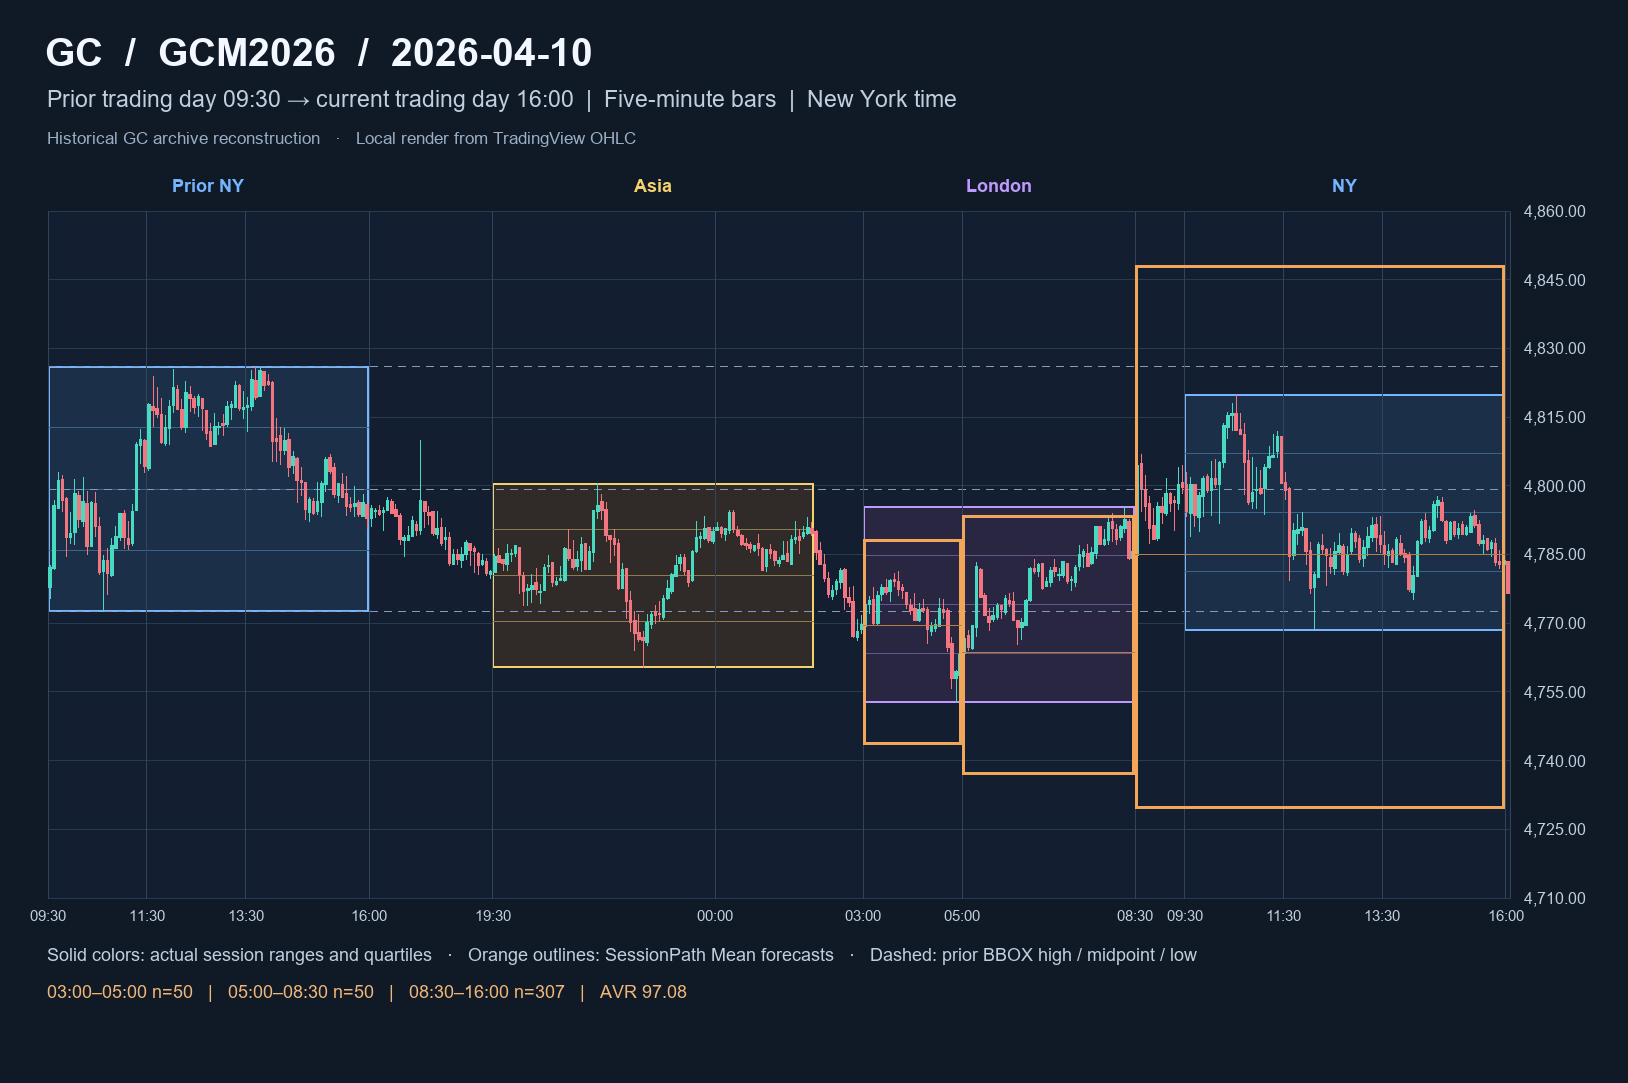 GC / GCM2026 / 2026-04-10
Prior trading day 09:30 → current trading day 16:00 | Five-minute bars | New York time
Historical GC archive reconstruction · Local render from TradingView OHLC
Prior NY Asia London NY
4,860.00
4,845.00
4,830.00
4,815.00
4,800.00
4,785.00
4,770.00
4,755.00
4,740.00
4,725.00
4,710.00
09:30 11:30 13:30 16:00 19:30 00:00 03:00 05:00 08:30 09:30 11:30 13:30 16:00
Solid colors: actual session ranges and quartiles · Orange outlines: SessionPath Mean forecasts · Dashed: prior BBOX high / midpoint / low
03:00–05:00 n=50 | 05:00–08:30 n=50 | 08:30–16:00 n=307 | AVR 97.08